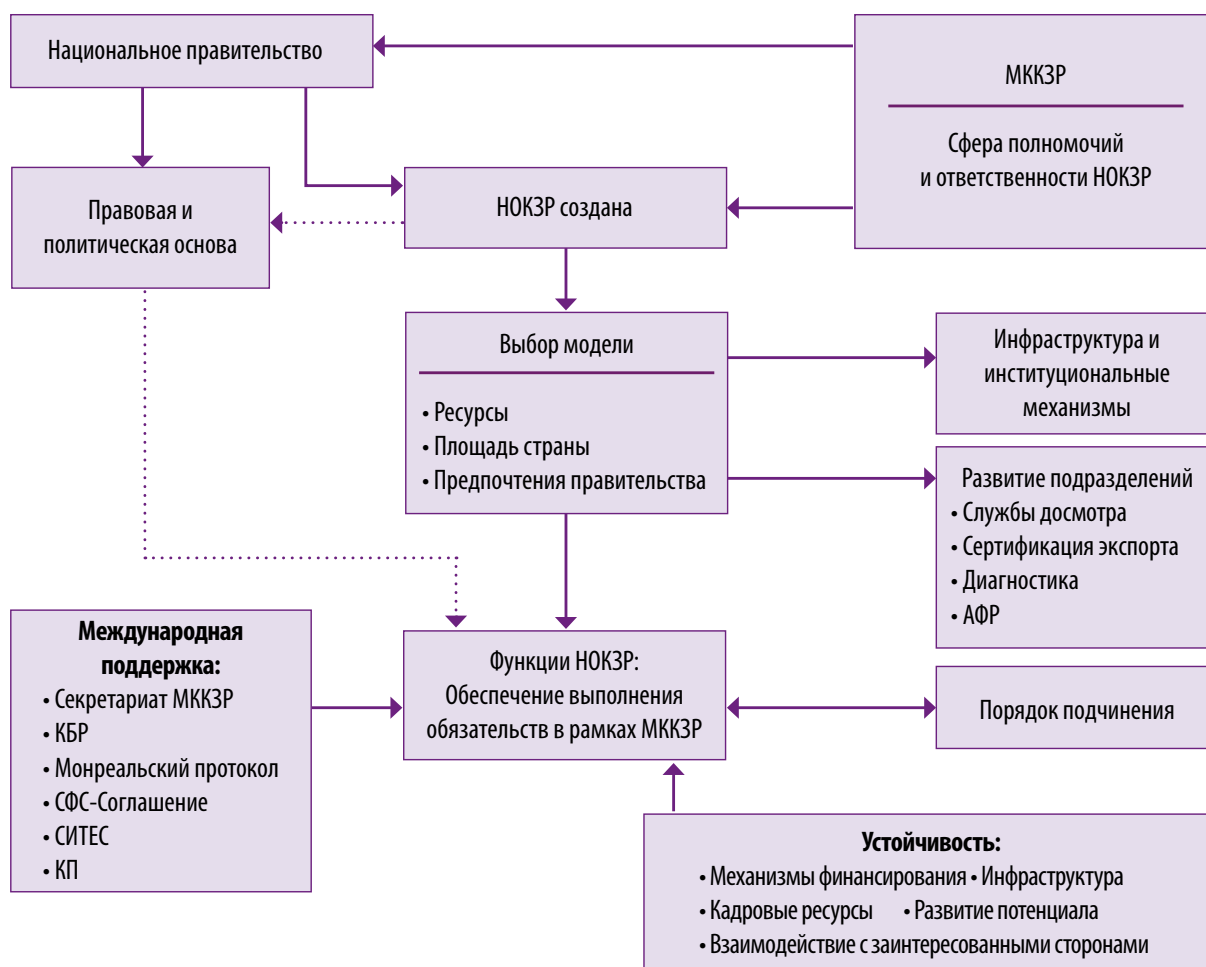 Национальное правительство
МККЗР
Сфера полномочий
и ответственности НОКЗР
Правовая и
политическая основа
НОКЗР создана
Выбор модели
• Ресурсы
• Площадь страны
• Предпочтения правительства
Инфраструктура и
институциональные
механизмы
Развитие подразделений
• Службы досмотра
• Сертификация экспорта
• Диагностика
• АФР
Международная
поддержка:
• Секретариат МККЗР
• КБР
• Монреальский протокол
• СФС-Соглашение
• СИТЕС
• КП
Функции НОКЗР:
Обеспечение выполнения
обязательств в рамках МККЗР
Порядок подчинения
Устойчивость:
• Механизмы финансирования • Инфраструктура
• Кадровые ресурсы • Развитие потенциала
• Взаимодействие с заинтересованными сторонами